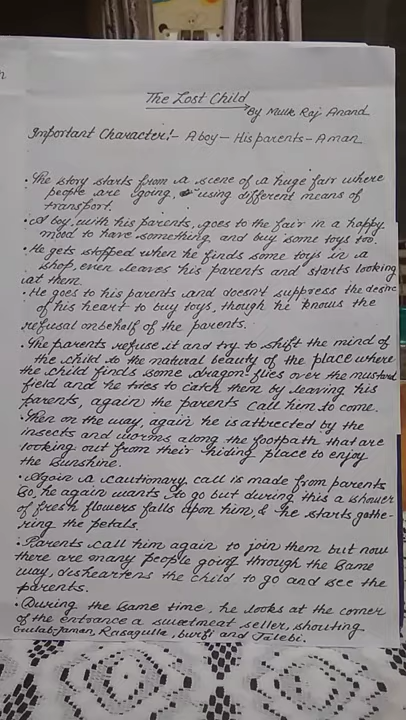 The Lost Child
By Mulk Raj Anand
Important Character:- A boy - His parents - A man
• The story starts from a scene of a huge fair where
people are going, using different means of
transport.
• A boy, with his parents, goes to the fair in a happy
mood to have something and buy some toys too.
• He gets stopped when he finds some toys in a
shop, even leaves his parents and starts looking
at them.
• He goes to his parents and doesn't suppress the desire
of his heart to buy toys, though he knows the
refusal onbehalf of the parents.
• The parents refuse it and try to shift the mind of
the child to the natural beauty of the place where
the child finds some dragon flies over the mustard
field and he tries to catch them by leaving his
parents, again the parents call him to come.
• Then on the way, again he is attrected by the
insects and worms along the footpath that are
looking out from their hiding place to enjoy
the sunshine.
• Again a cautionary call is made from parents
So, he again wants to go but during this a shower
of fresh flowers falls upon him, & he starts gathe-
ring the petals.
• Parents call him again to join them but now
there are many people going through the same
way, disheartens the child to go and see the
parents.
• During the same time, he looks at the corner
of the entrance a sweetmeat seller, shouting
Gulab-Jaman, Rasagulla, burfi and Jalebi.